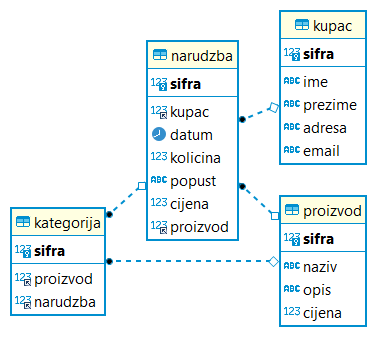 kupac
sifra
ABC ime
ABC prezime
ABC adresa
ABC email
narudzba
123 sifra
123 kupac
datum
123 kolicina
ABC popust
123 cijena
123 proizvod
kategorija
123 sifra
123 proizvod
123 narudzba
proizvod
123 sifra
ABC naziv
ABC opis
123 cijena